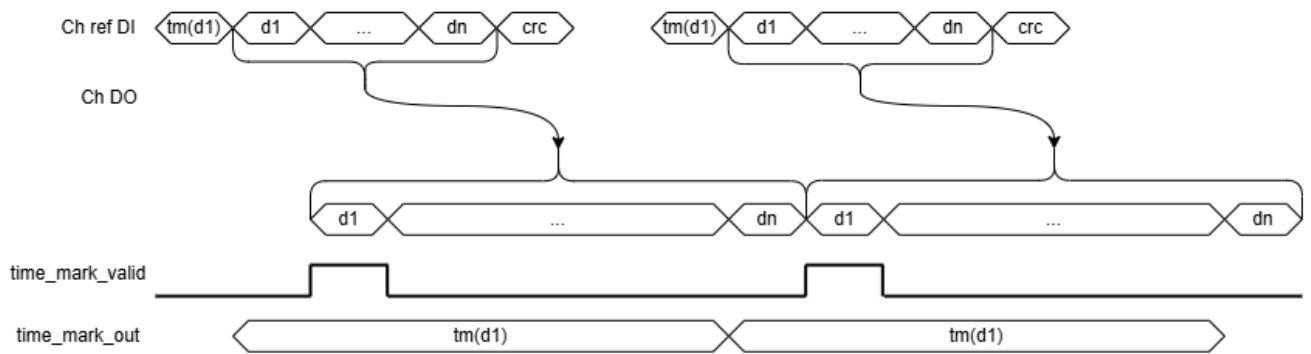 Ch ref DI tm(d1) d1 ... dn crc tm(d1) d1 ... dn crc
Ch DO
d1 ... dn d1 ... dn
time_mark_valid
time_mark_out tm(d1) tm(d1)